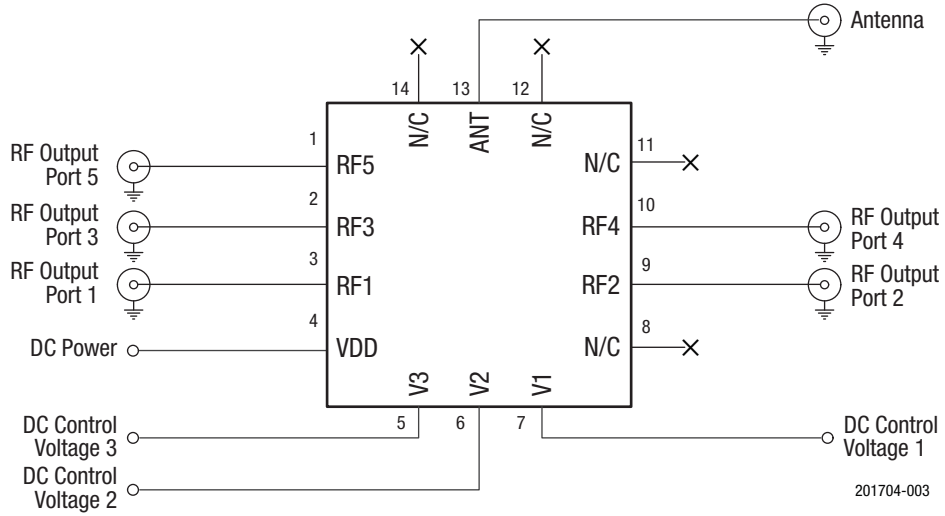 Antenna
14
13
12
N/C
ANT
N/C
1
RF Output
Port 5
RF5
N/C
11
2
RF Output
Port 3
RF3
RF4
10
RF Output
Port 4
3
RF Output
Port 1
RF1
RF2
9
RF Output
Port 2
4
DC Power
VDD
N/C
8
V3
V2
V1
5
6
7
DC Control
Voltage 3
DC Control
Voltage 1
DC Control
Voltage 2
201704-003